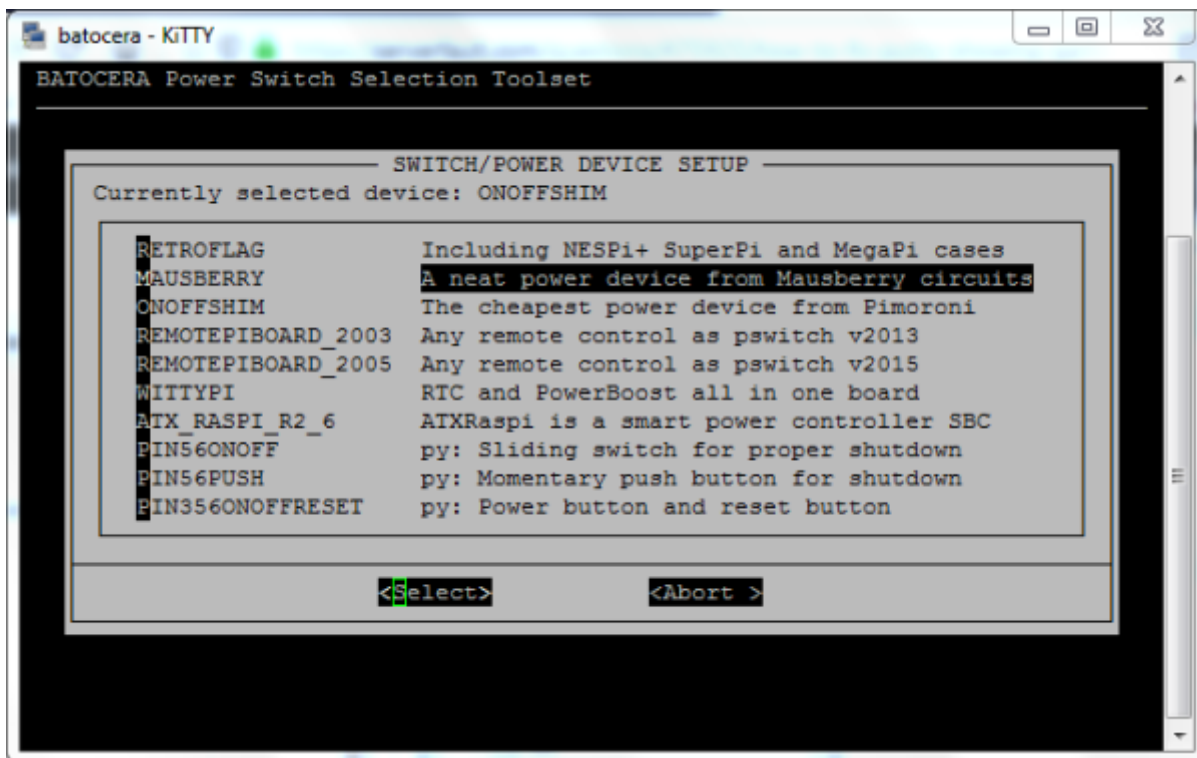 batocera - KiTTY
BATOCERA Power Switch Selection Toolset
SWITCH/POWER DEVICE SETUP
Currently selected device: ONOFFSHIM
RETROFLAG Including NESPi+ SuperPi and MegaPi cases
MAUSBERRY A neat power device from Mausberry circuits
ONOFFSHIM The cheapest power device from Pimoroni
REMOTEPIBOARD_2003 Any remote control as pswitch v2013
REMOTEPIBOARD_2005 Any remote control as pswitch v2015
WITTYPI RTC and PowerBoost all in one board
ATX_RASPI_R2_6 ATXRaspi is a smart power controller SBC
PIN56ONOFF py: Sliding switch for proper shutdown
PIN56PUSH py: Momentary push button for shutdown
PIN356ONOFFRESET py: Power button and reset button
<Select> <Abort >